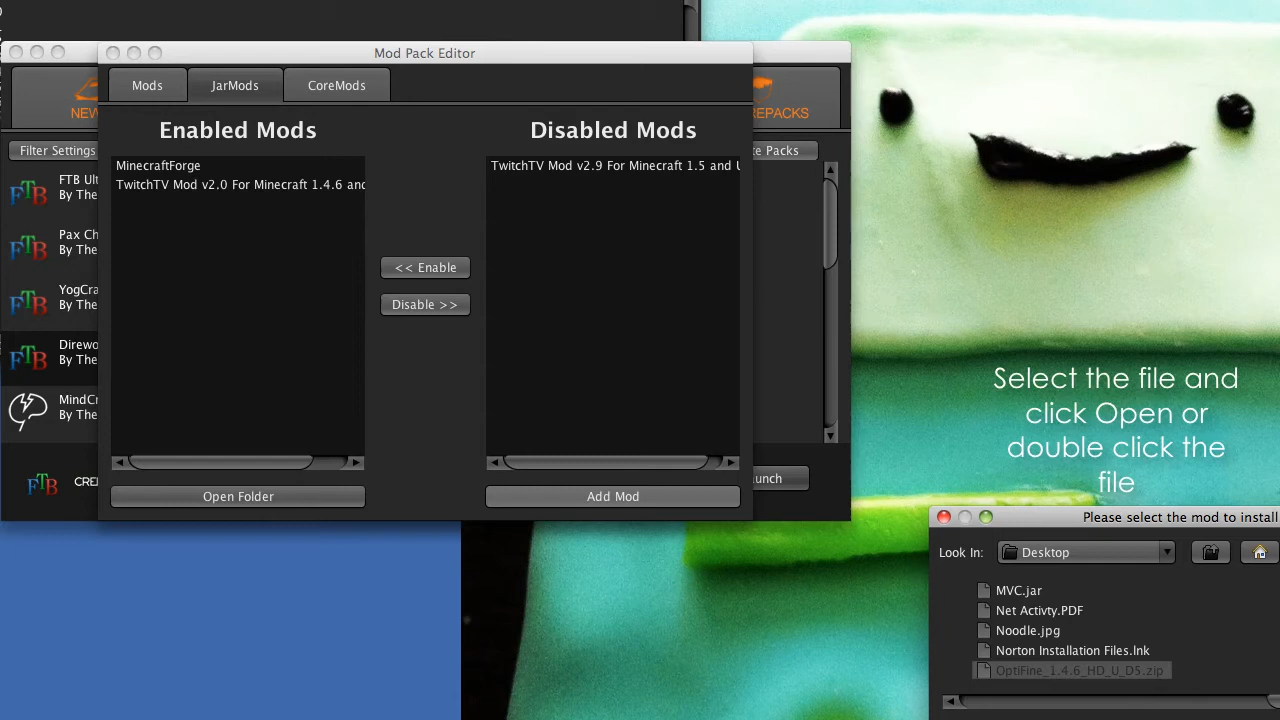 Mod Pack Editor
Mods
JarMods
CoreMods
NEW
REPACKS
Enabled Mods
Disabled Mods
Filter Settings
e Packs
MinecraftForge
TwitchTV Mod v2.0 For Minecraft 1.4.6 and
TwitchTV Mod v2.9 For Minecraft 1.5 and U
FTB Ult
By The
Pax Ch
By The
YogCra
By The
Direwo
By The
MindCr
By The
<< Enable
Disable >>
FTB
CREA
unch
Open Folder
Add Mod
Select the file and
click Open or
double click the
file
Please select the mod to install
Look In:
Desktop
MVC.jar
Net Activty.PDF
Noodle.jpg
Norton Installation Files.lnk
OptiFine_1.4.6_HD_U_D5.zip